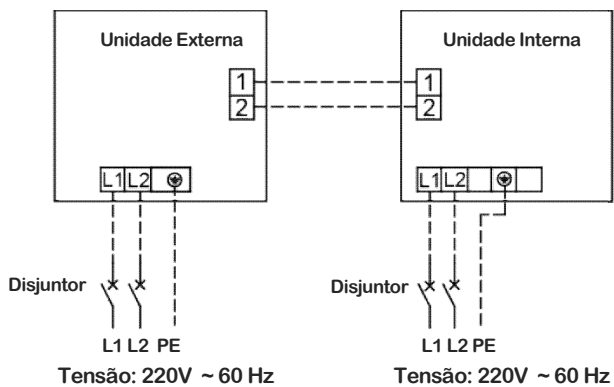 Unidade Externa
1
2
L1 L2
Disjuntor
L1 L2 PE
Tensão: 220V ~ 60 Hz
Unidade Interna
1
2
L1 L2
Disjuntor
L1 L2 PE
Tensão: 220V ~ 60 Hz